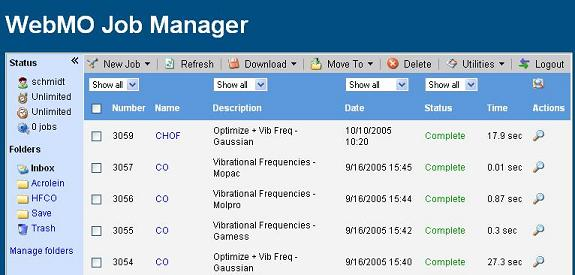 WebMO Job Manager
Status «
New Job Refresh Download Move To Delete Utilities Logout
schmidt
Unlimited
Unlimited
0 jobs
Folders
Inbox
Acrolein
HFCO
Save
Trash
Manage folders
Show all Show all Show all Show all
Number Name Description Date Status Time Actions
3059 CHOF Optimize + Vib Freq - Gaussian 10/10/2005 10:20 Complete 17.9 sec
3057 CO Vibrational Frequencies - Mopac 9/16/2005 15:45 Complete 0.01 sec
3056 CO Vibrational Frequencies - Molpro 9/16/2005 15:44 Complete 0.87 sec
3055 CO Vibrational Frequencies - Gamess 9/16/2005 15:42 Complete 0.3 sec
3054 CO Optimize + Vib Freq - Gaussian 9/16/2005 15:40 Complete 27.3 sec